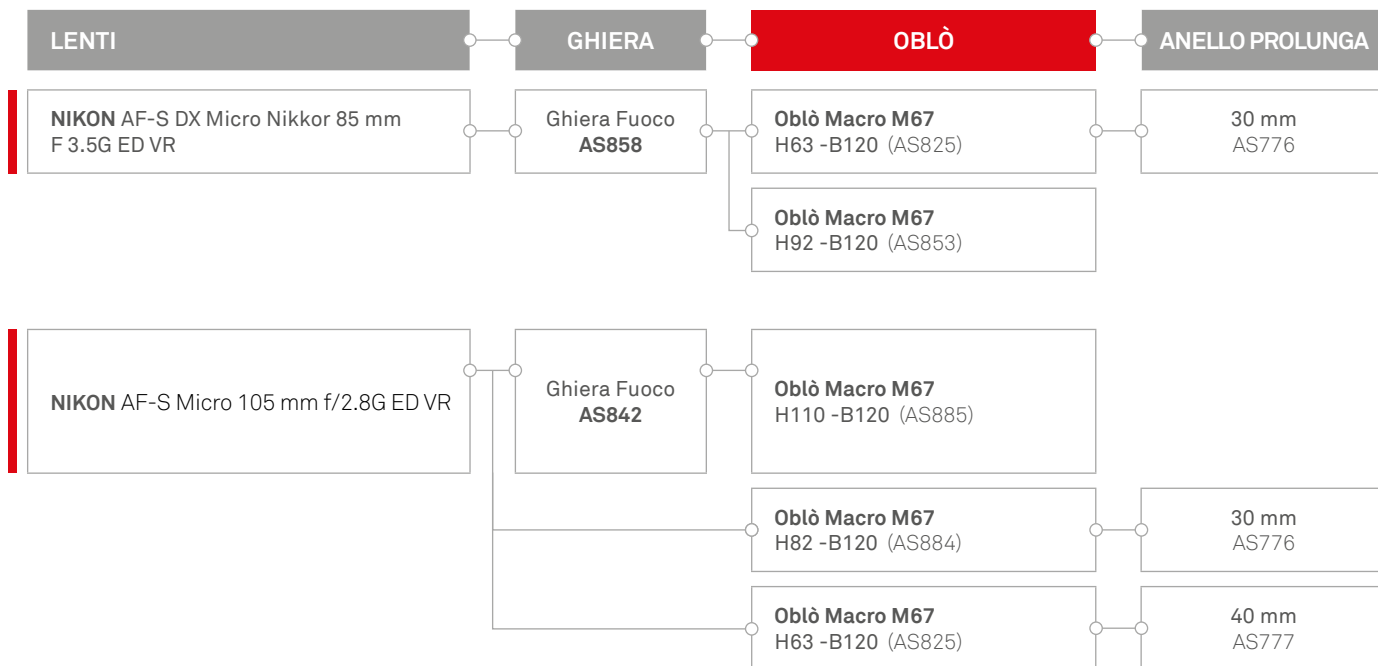 LENTI
GHIERA
OBLÒ
ANELLO PROLUNGA
NIKON AF-S DX Micro Nikkor 85 mm
F 3.5G ED VR
Ghiera Fuoco
AS858
Oblò Macro M67
H63 -B120 (AS825)
30 mm
AS776
Oblò Macro M67
H92 -B120 (AS853)
NIKON AF-S Micro 105 mm f/2.8G ED VR
Ghiera Fuoco
AS842
Oblò Macro M67
H110 -B120 (AS885)
Oblò Macro M67
H82 -B120 (AS884)
30 mm
AS776
Oblò Macro M67
H63 -B120 (AS825)
40 mm
AS777